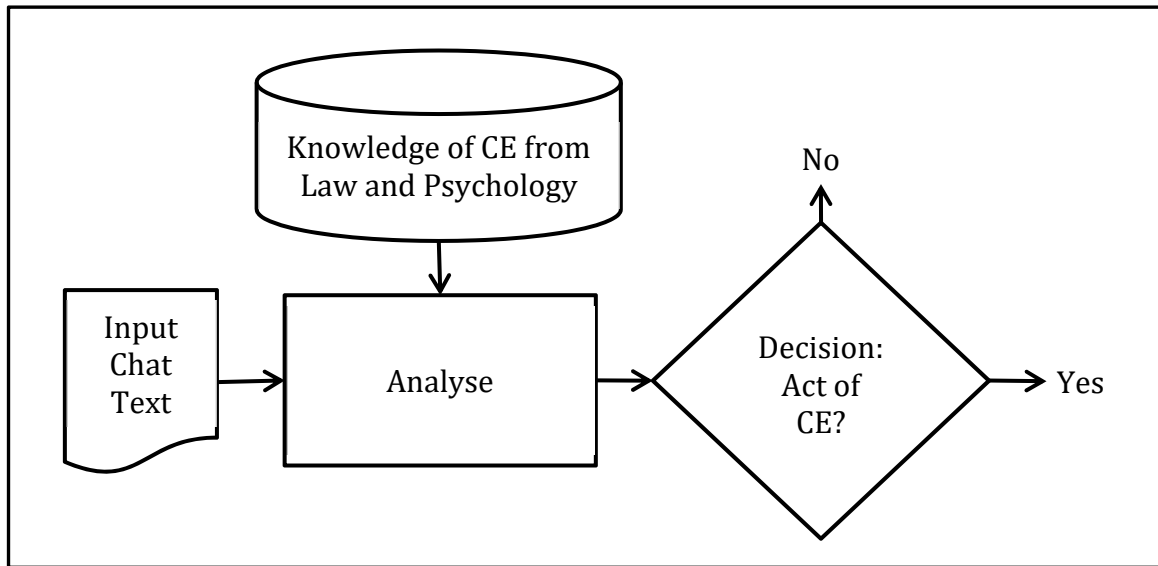 Knowledge of CE from
Law and Psychology
No
Input
Chat
Text
Analyse
Decision:
Act of
CE?
Yes